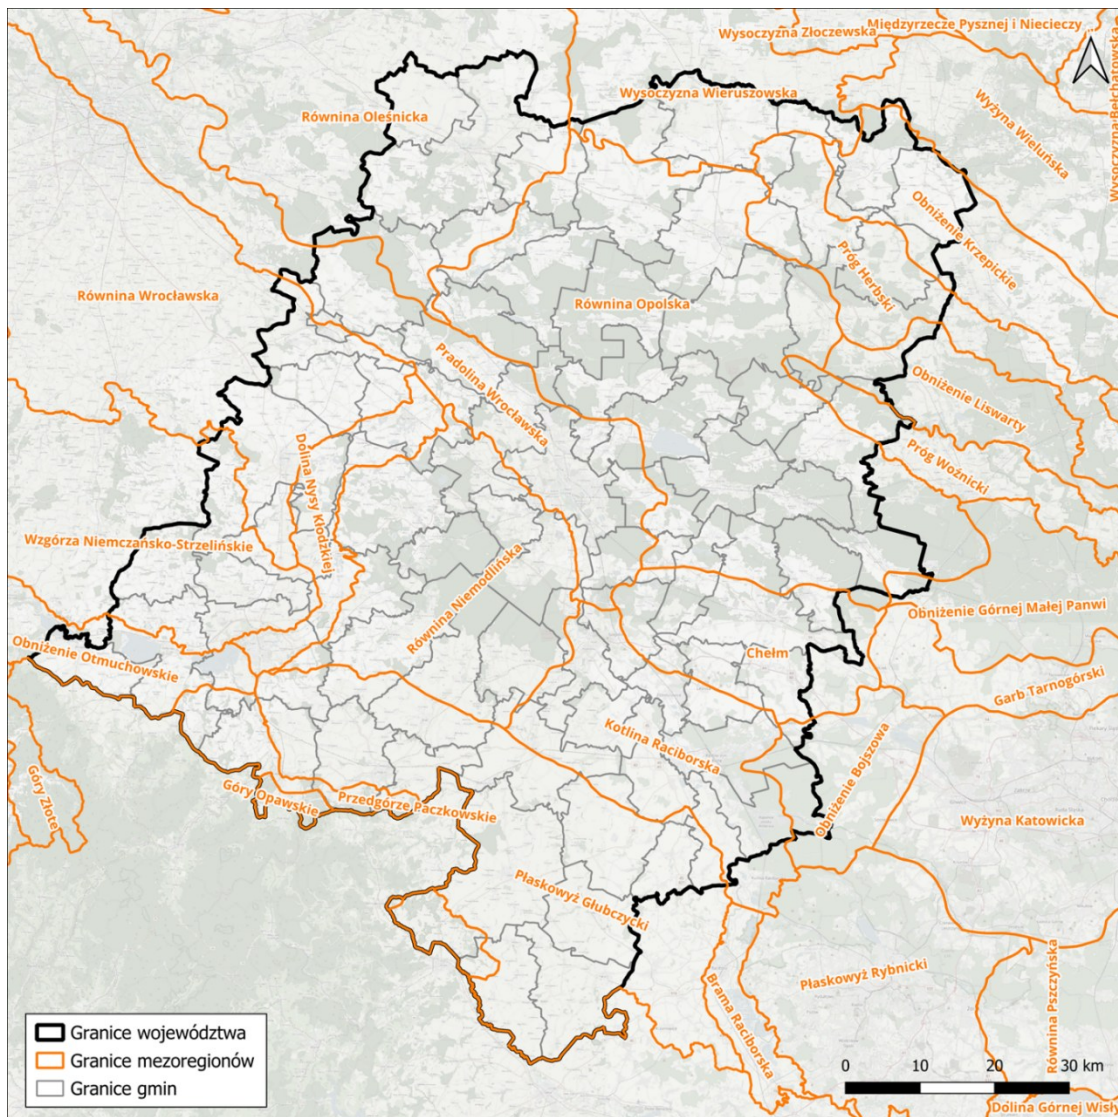 Międzyrzecze Pysznej i Niecieczy
Wysoczyzna Złoczewska
Wysoczyzna Bełchatowska
Wysoczyzna Wieruszowska
Równina Oleśnicka
Wyżyna Wieluńska
Obniżenie Krzepickie
Próg Herbski
Równina Wrocławska
Równina Opolska
Pradolina Wrocławska
Obniżenie Liswarty
Próg Woźnicki
Dolina Nysy Kłodzkiej
Wzgórza Niemczańsko-Strzelińskie
Równina Niemodlińska
Obniżenie Górnej Małej Panwi
Obniżenie Otmuchowskie
Chełm
Garb Tarnogórski
Kotlina Raciborska
Obniżenie Bojszowa
Góry Złote
Góry Opawskie
Przedgórze Paczkowskie
Wyżyna Katowicka
Płaskowyż Głubczycki
Płaskowyż Rybnicki
Brama Raciborska
Równina Pszczyńska
Granice województwa
Granice mezoregionów
Granice gmin
0 10 20 30 km
Dolina Górnej Wisł